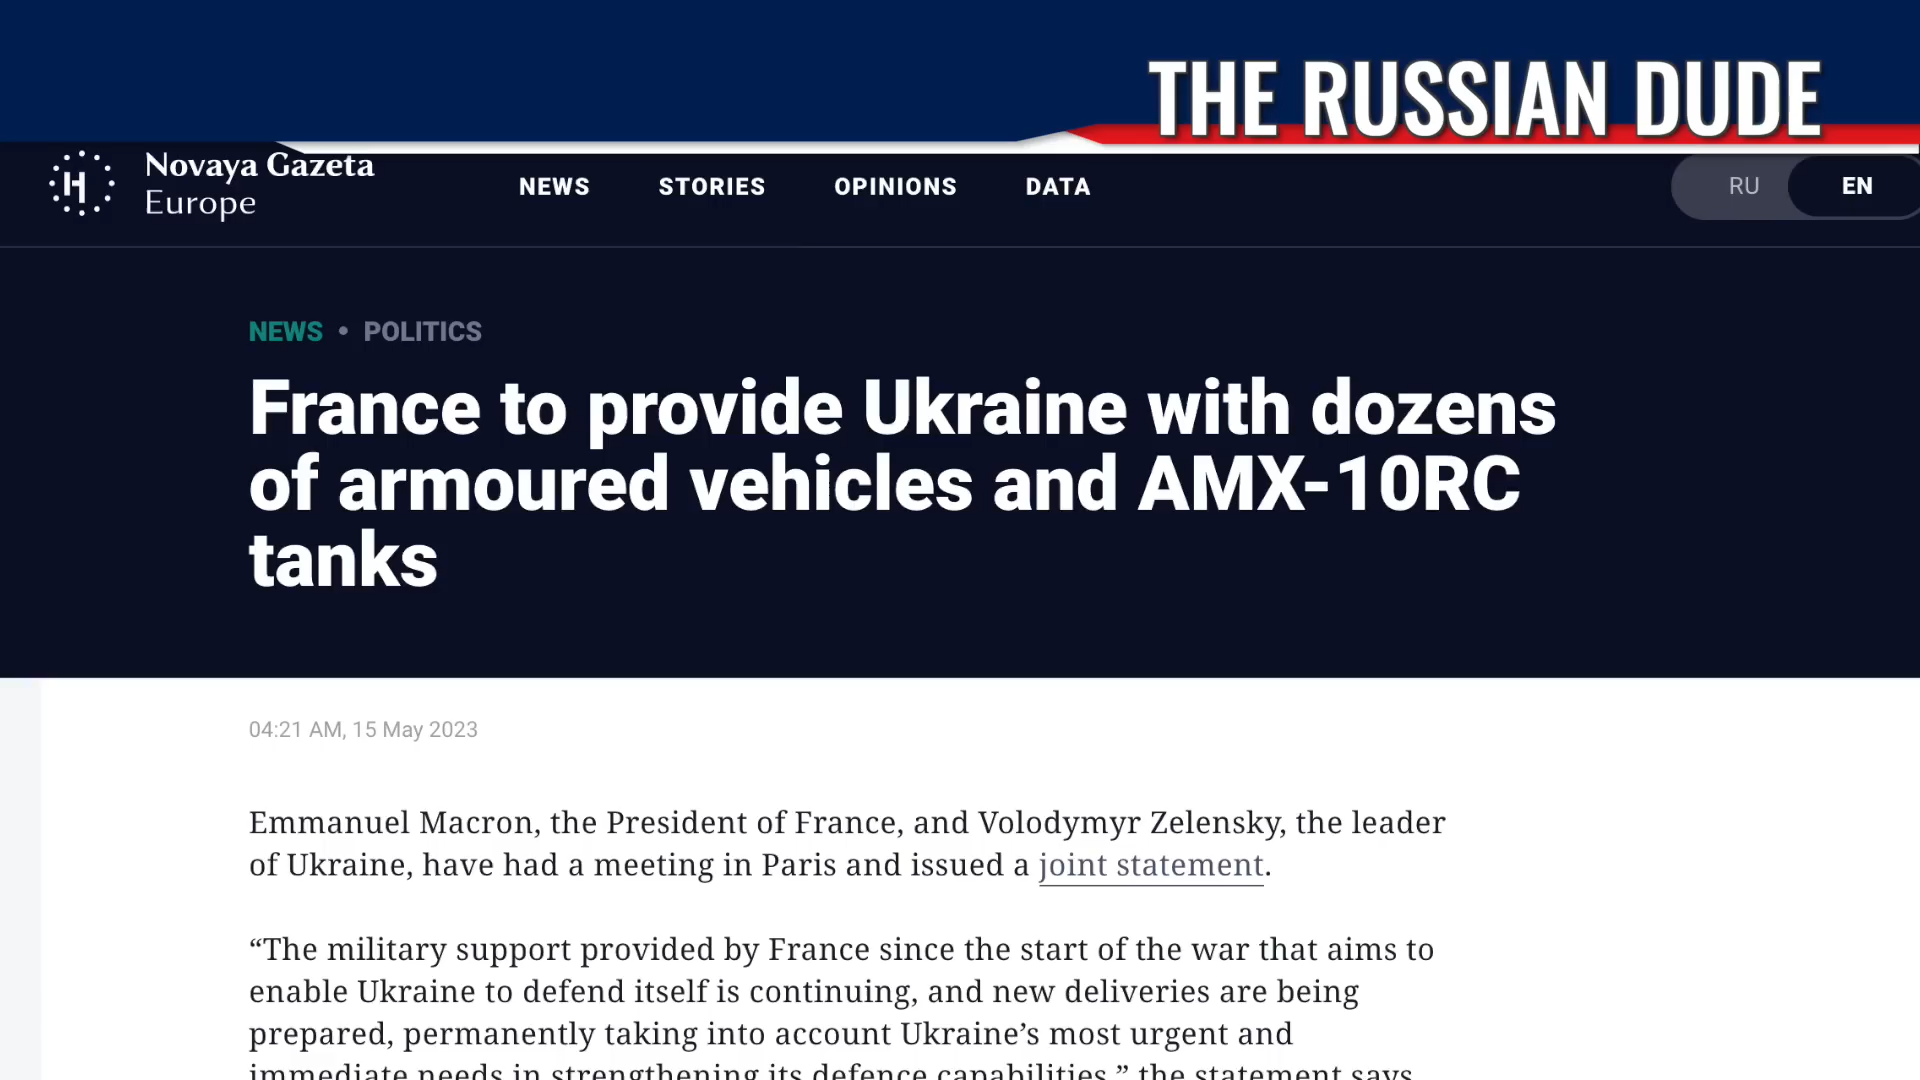 THE RUSSIAN DUDE
Novaya Gazeta
Europe
NEWS STORIES OPINIONS DATA
RU EN
NEWS • POLITICS
France to provide Ukraine with dozens
of armoured vehicles and AMX-10RC
tanks
04:21 AM, 15 May 2023
Emmanuel Macron, the President of France, and Volodymyr Zelensky, the leader
of Ukraine, have had a meeting in Paris and issued a joint statement.
“The military support provided by France since the start of the war that aims to
enable Ukraine to defend itself is continuing, and new deliveries are being
prepared, permanently taking into account Ukraine’s most urgent and
immediate needs in strengthening its defence capabilities,” the statement says.